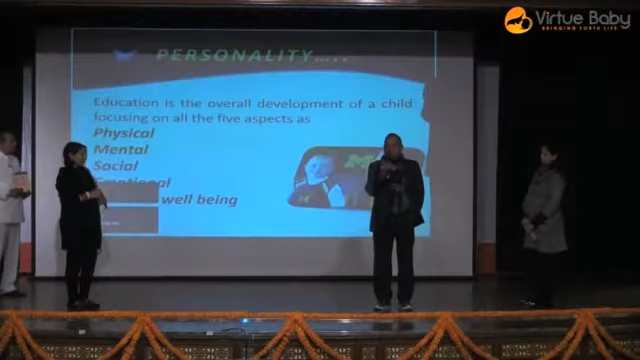 Virtue Baby
BRINGING FORTH LIFE
PERSONALITY.....
Education is the overall development of a child
focusing on all the five aspects as
Physical
Mental
Social
Emotional
well being
M